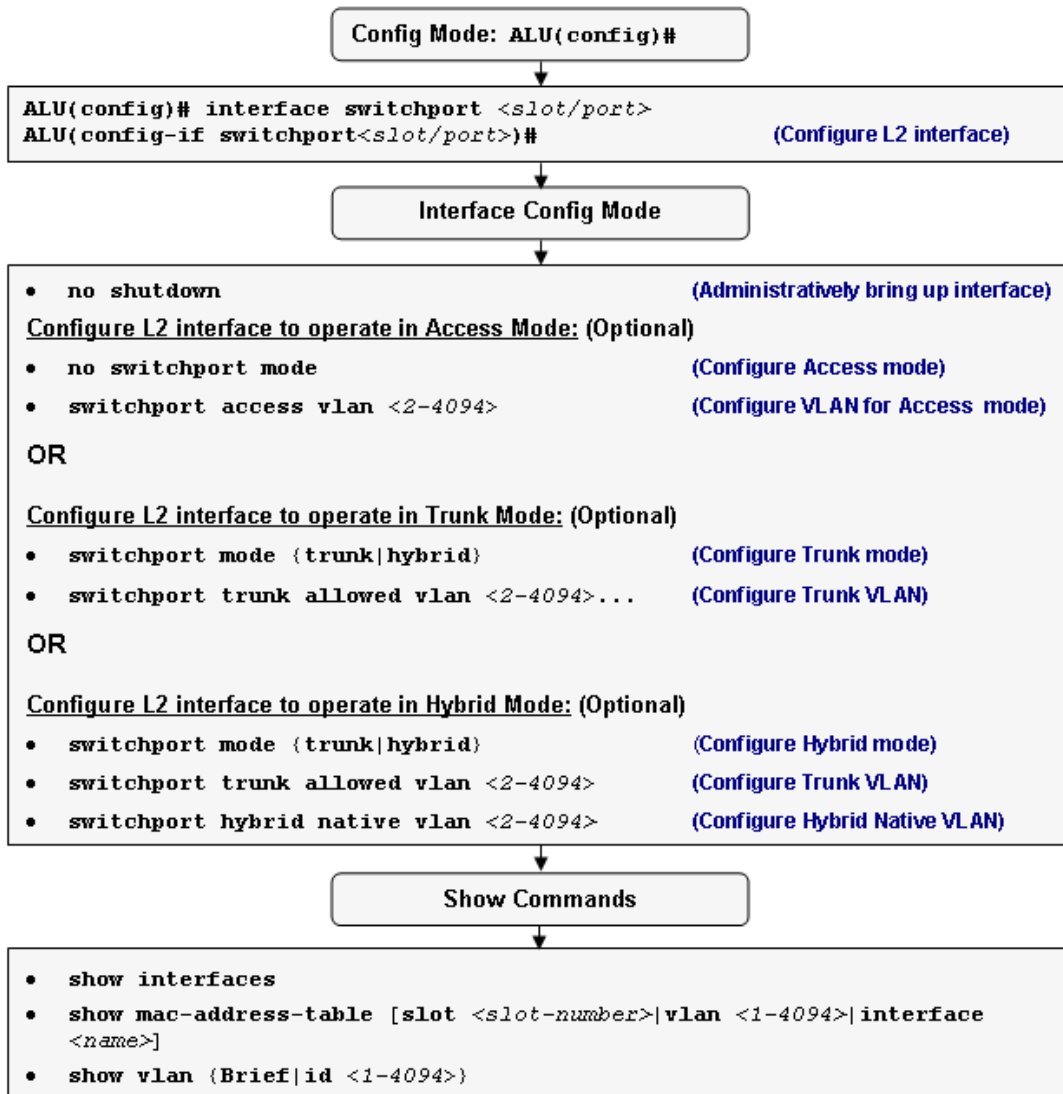 Config Mode: ALU(config)#
ALU(config)# interface switchport <slot/port>
ALU(config-if switchport<slot/port>)# (Configure L2 interface)
Interface Config Mode
• no shutdown (Administratively bring up interface)
Configure L2 interface to operate in Access Mode: (Optional)
• no switchport mode (Configure Access mode)
• switchport access vlan <2-4094> (Configure VLAN for Access mode)
OR
Configure L2 interface to operate in Trunk Mode: (Optional)
• switchport mode {trunk|hybrid} (Configure Trunk mode)
• switchport trunk allowed vlan <2-4094>... (Configure Trunk VLAN)
OR
Configure L2 interface to operate in Hybrid Mode: (Optional)
• switchport mode {trunk|hybrid} (Configure Hybrid mode)
• switchport trunk allowed vlan <2-4094> (Configure Trunk VLAN)
• switchport hybrid native vlan <2-4094> (Configure Hybrid Native VLAN)
Show Commands
• show interfaces
• show mac-address-table [slot <slot-number>|vlan <1-4094>|interface
<name>]
• show vlan {Brief|id <1-4094>}